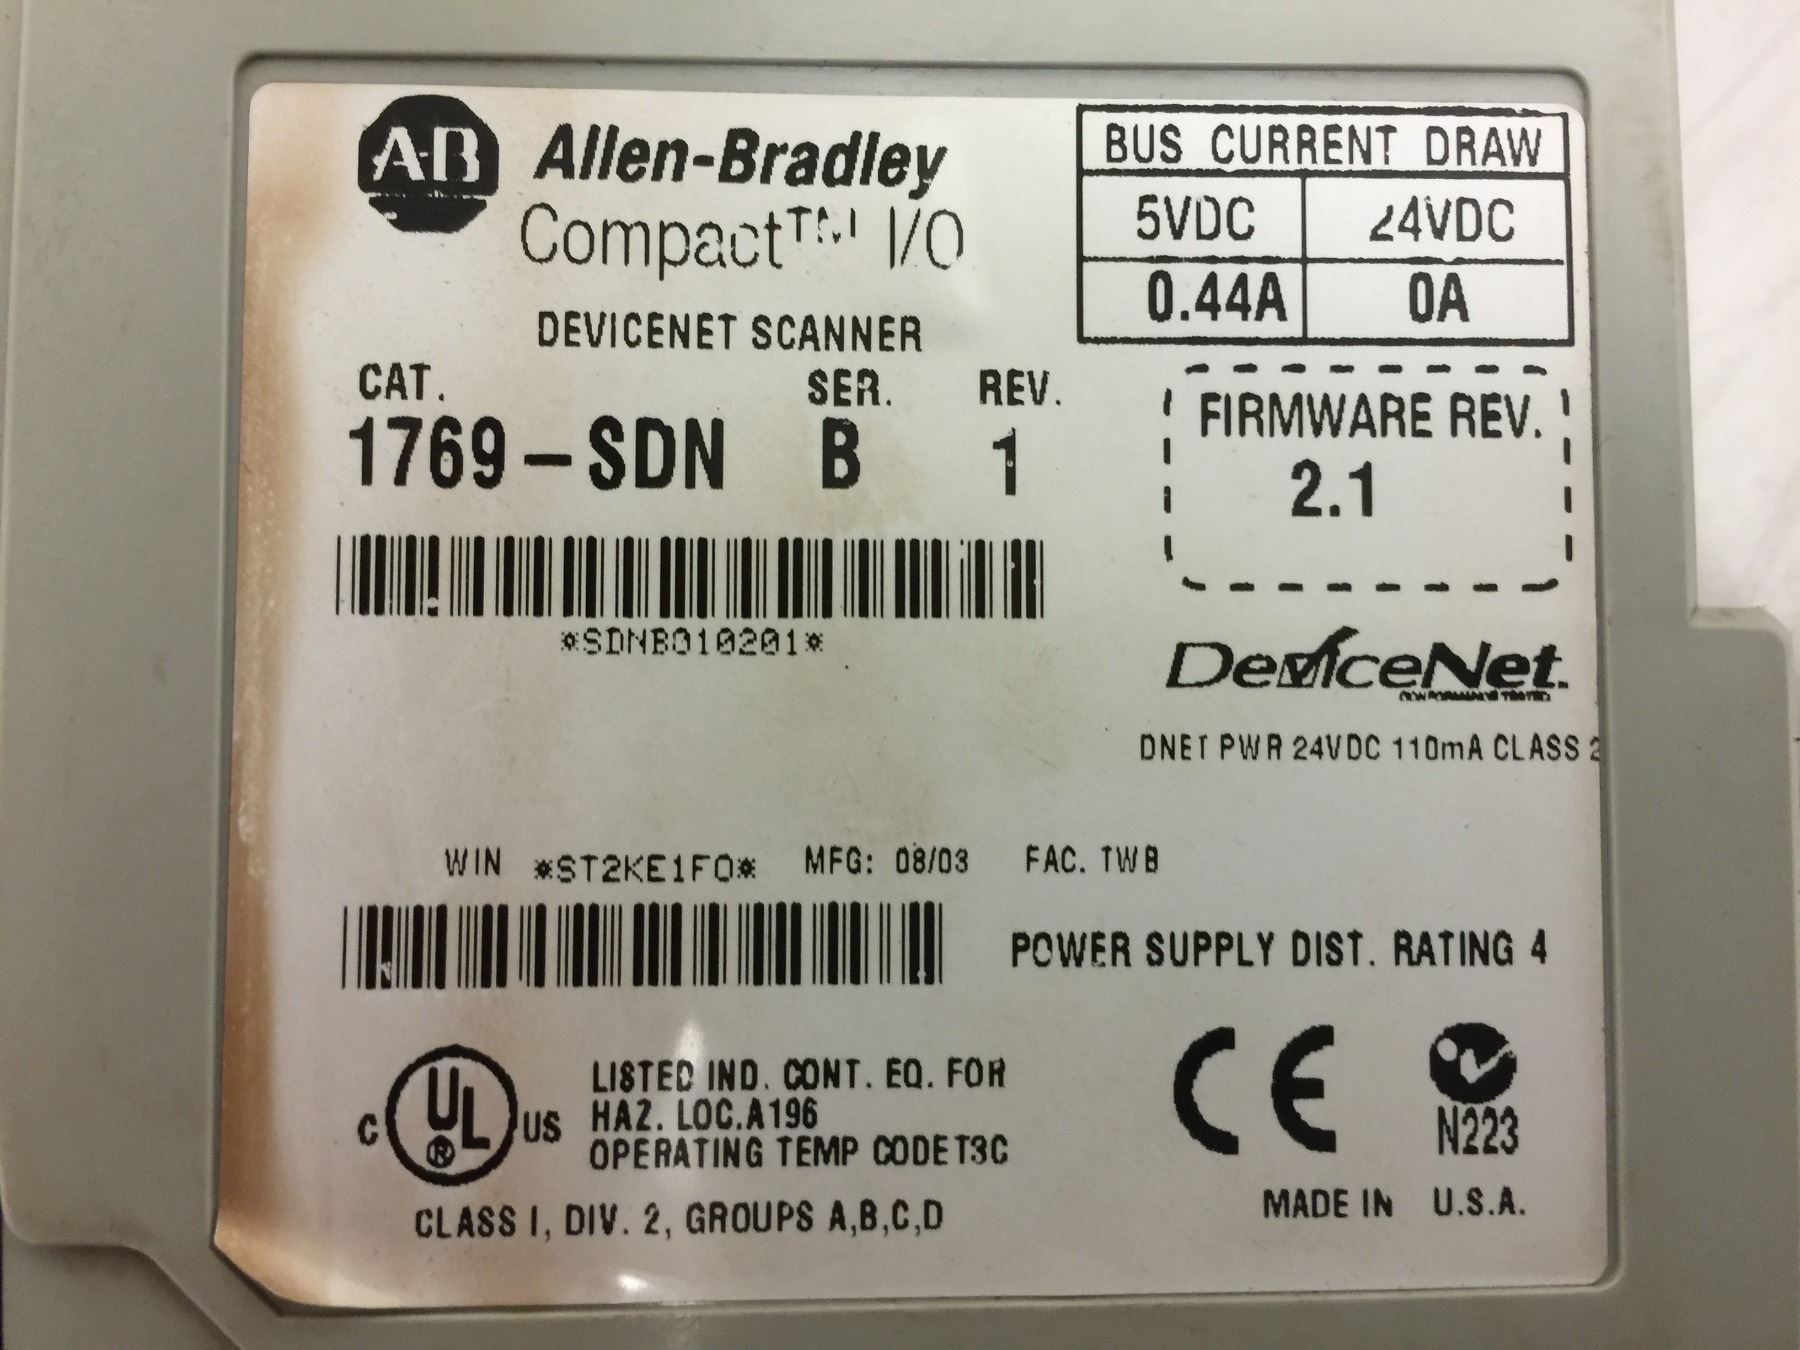 AB Allen-Bradley
Compact™ I/O
DEVICENET SCANNER
BUS CURRENT DRAW
5VDC 24VDC
0.44A 0A
CAT. SER. REV.
1769-SDN B 1
FIRMWARE REV.
2.1
*SDNB010201*
DeviceNet.
CONFORMANCE TESTED
DNET PWR 24VDC 110mA CLASS 2
WIN *ST2KE1FO* MFG: 08/03 FAC. TWB
POWER SUPPLY DIST. RATING 4
C UL ® US
LISTED IND. CONT. EQ. FOR
HAZ. LOC.A196
OPERATING TEMP CODE T3C
CLASS I, DIV. 2, GROUPS A,B,C,D
CE
N223
MADE IN U.S.A.